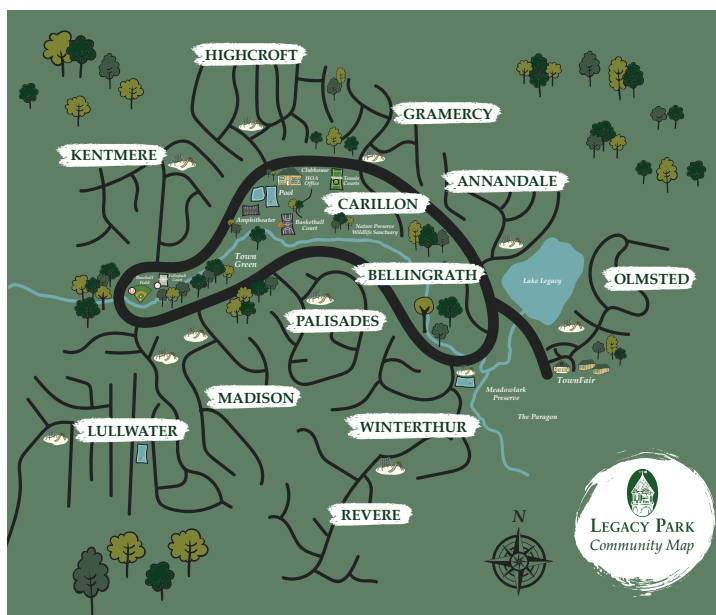 HIGHCROFT
GRAMERCY
KENTMERE
Clubhouse
HOA
Office
Tennis
Courts
Pool
ANNANDALE
CARILLON
Amphitheater
Basketball
Court
Nature Preserve
Wildlife Sanctuary
Town
Green
BELLINGRATH
Lake Legacy
OLMSTED
Baseball
Field
Volleyball
Court
PALISADES
TownFair
MADISON
Meadowlark
Preserve
The Paragon
LULLWATER
WINTERTHUR
REVERE
N
LEGACY PARK
Community Map